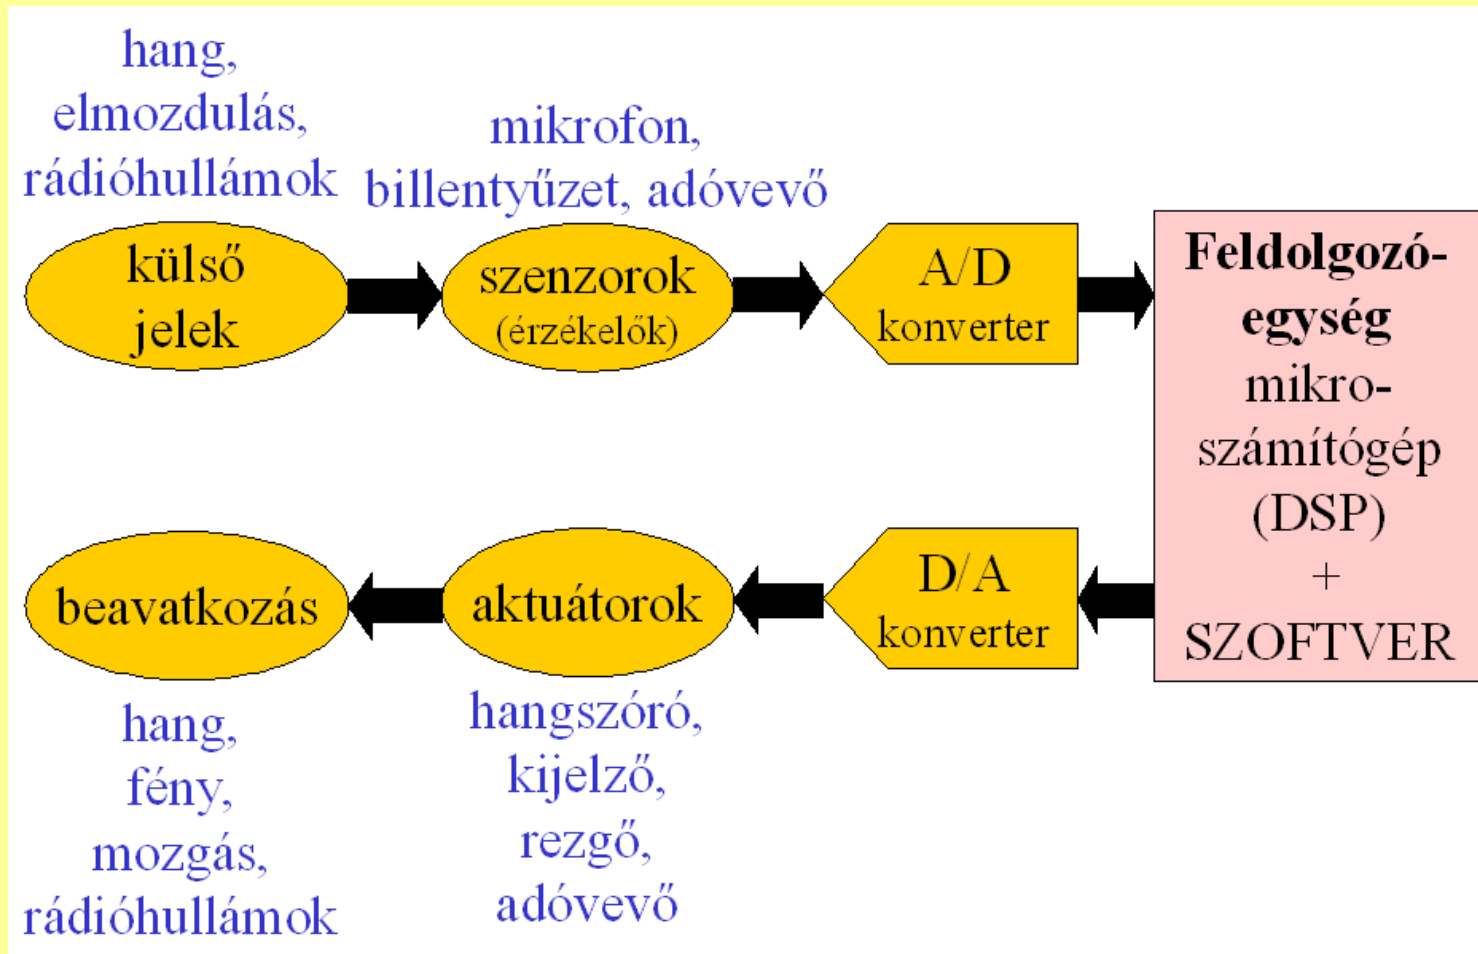 hang,
elmozdulás,
rádióhullámok
mikrofon,
billentyűzet, adóvevő
külső
jelek
szenzorok
(érzékelők)
A/D
konverter
Feldolgozó-
egység
mikro-
számítógép
(DSP)
+
SZOFTVER
D/A
konverter
aktuátorok
beavatkozás
hangszóró,
kijelző,
rezgő,
adóvevő
hang,
fény,
mozgás,
rádióhullámok